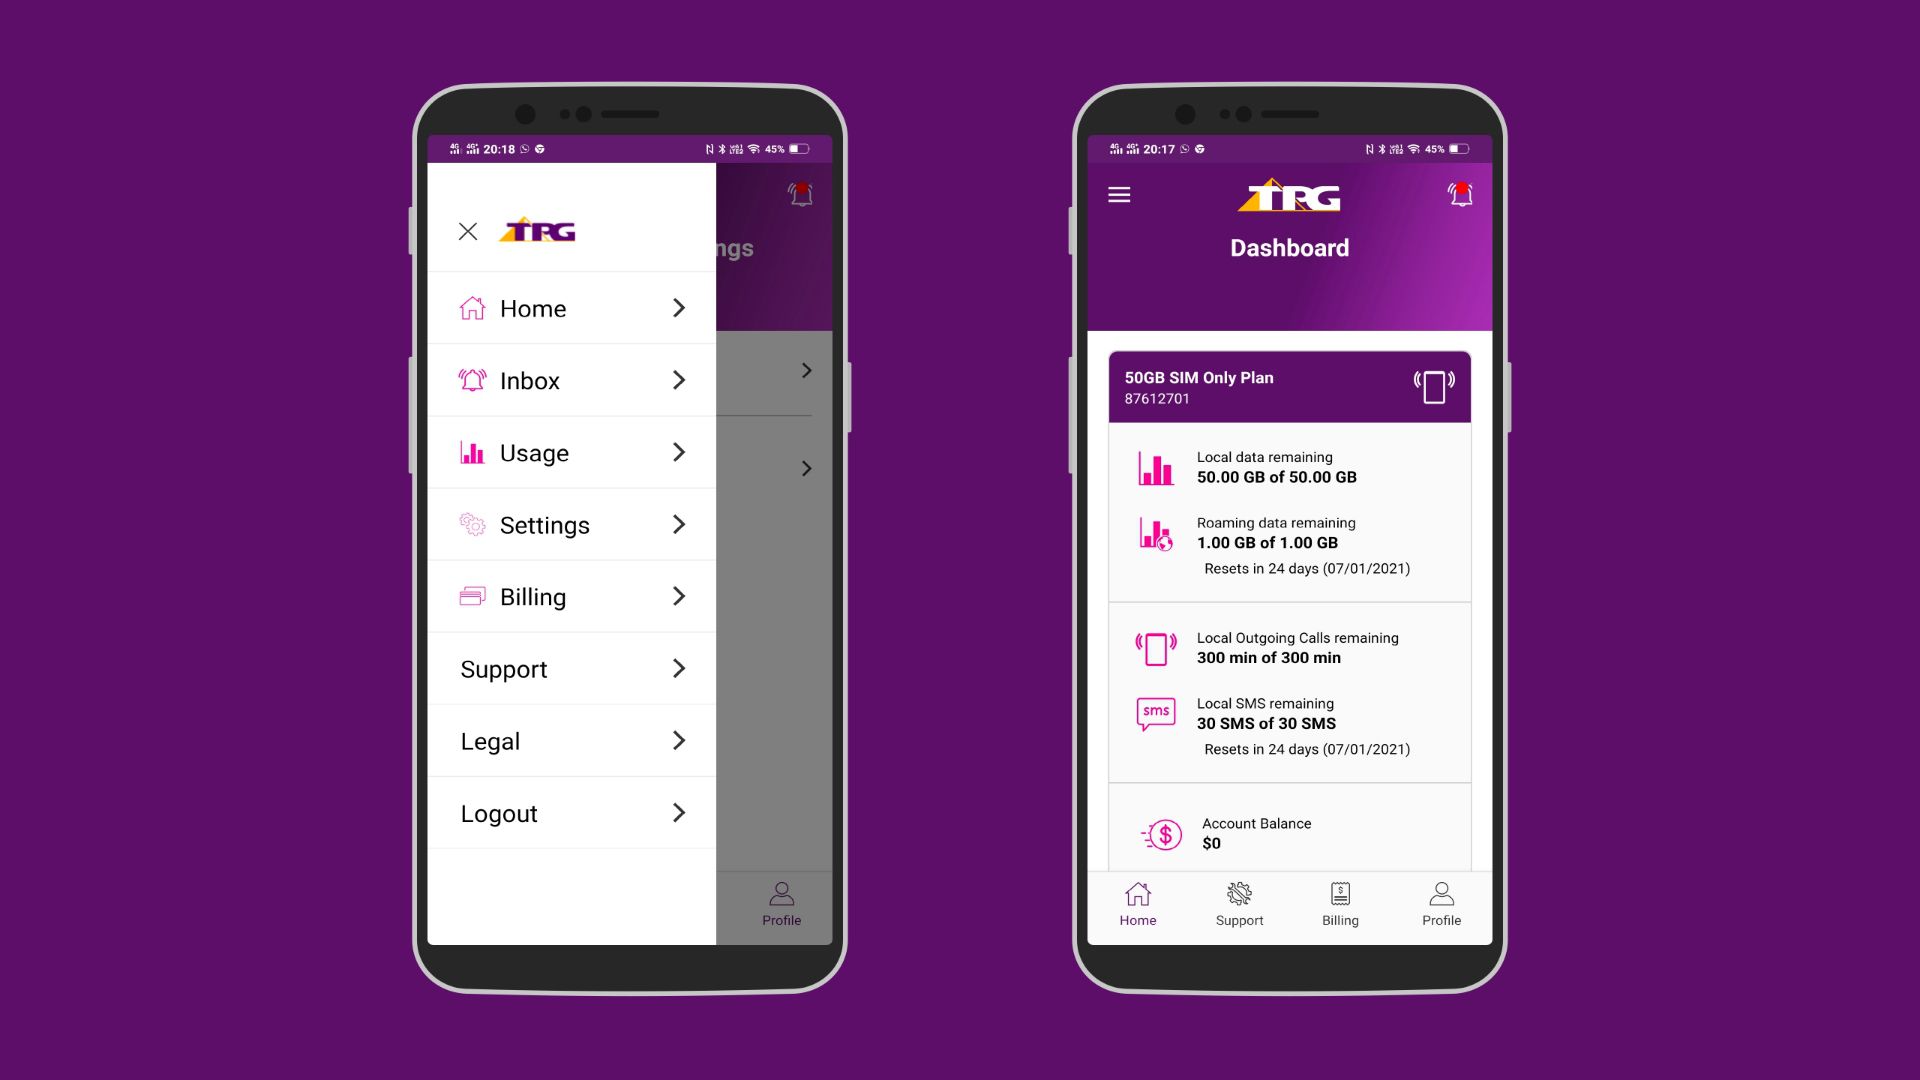 4G 4G+ 20:18 45%
TPG
ngs
Home
Inbox
Usage
Settings
Billing
Support
Legal
Logout
Profile
4G 4G+ 20:17 45%
TPG
Dashboard
50GB SIM Only Plan
87612701
Local data remaining
50.00 GB of 50.00 GB
Roaming data remaining
1.00 GB of 1.00 GB
Resets in 24 days (07/01/2021)
Local Outgoing Calls remaining
300 min of 300 min
sms
Local SMS remaining
30 SMS of 30 SMS
Resets in 24 days (07/01/2021)
$
Account Balance
$0
Home
Support
Billing
Profile